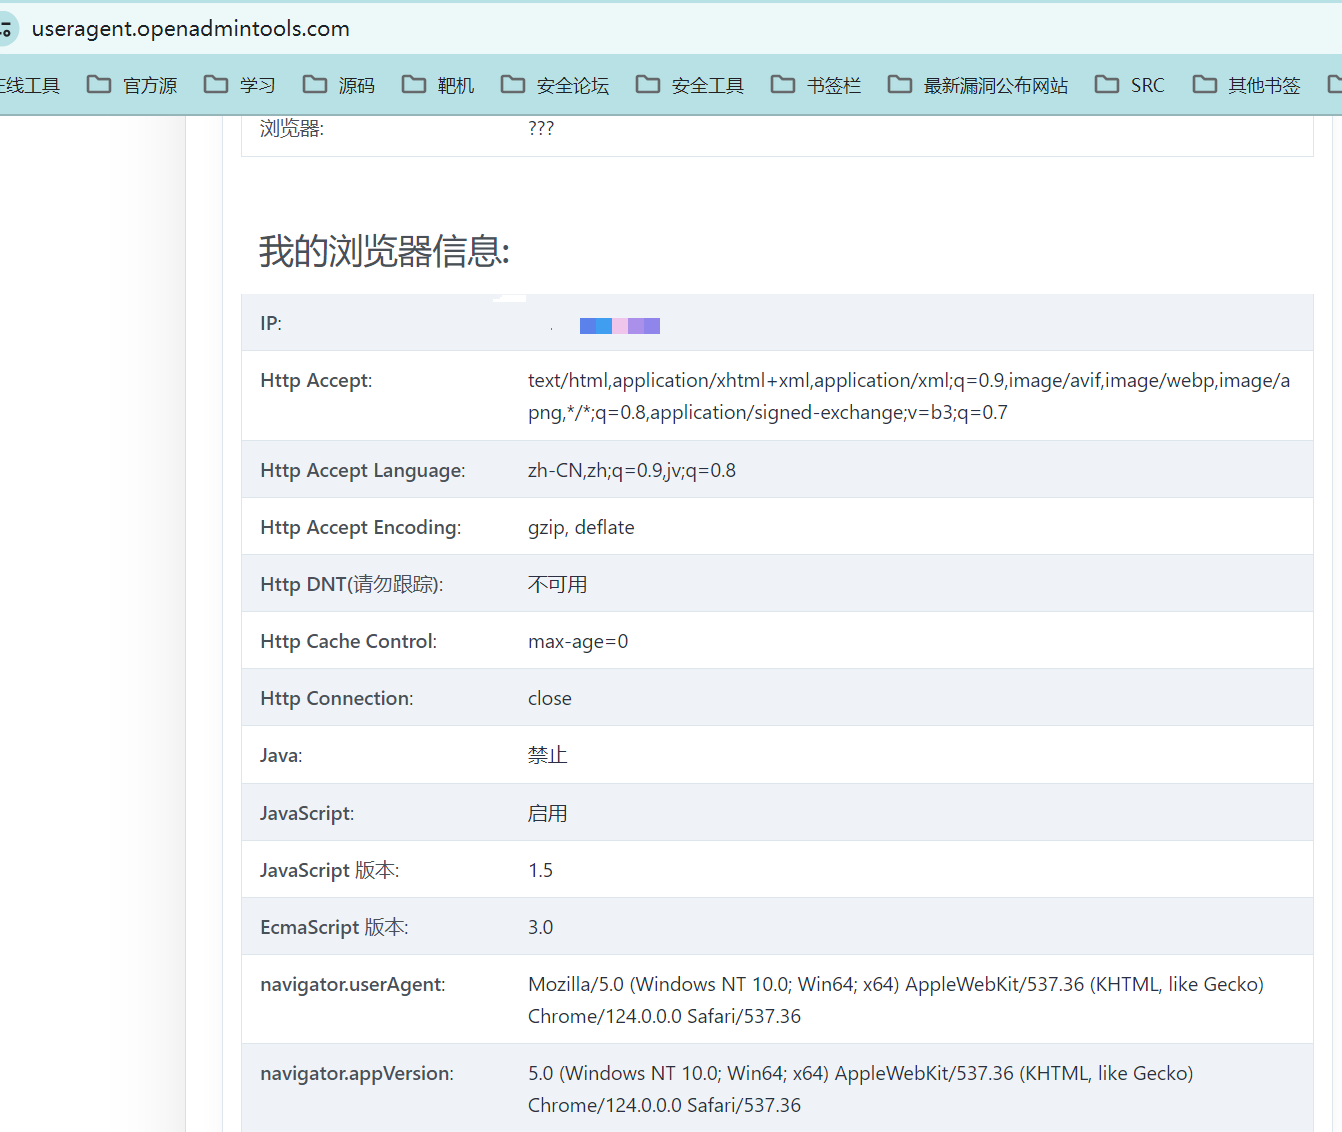 useragent.openadmintools.com
在线工具 官方源 学习 源码 靶机 安全论坛 安全工具 书签栏 最新漏洞公布网站 SRC 其他书签
浏览器: ???
我的浏览器信息:
IP:
Http Accept: text/html,application/xhtml+xml,application/xml;q=0.9,image/avif,image/webp,image/a
png,*/*;q=0.8,application/signed-exchange;v=b3;q=0.7
Http Accept Language: zh-CN,zh;q=0.9,jv;q=0.8
Http Accept Encoding: gzip, deflate
Http DNT(请勿跟踪): 不可用
Http Cache Control: max-age=0
Http Connection: close
Java: 禁止
JavaScript: 启用
JavaScript 版本: 1.5
EcmaScript 版本: 3.0
navigator.userAgent: Mozilla/5.0 (Windows NT 10.0; Win64; x64) AppleWebKit/537.36 (KHTML, like Gecko)
Chrome/124.0.0.0 Safari/537.36
navigator.appVersion: 5.0 (Windows NT 10.0; Win64; x64) AppleWebKit/537.36 (KHTML, like Gecko)
Chrome/124.0.0.0 Safari/537.36